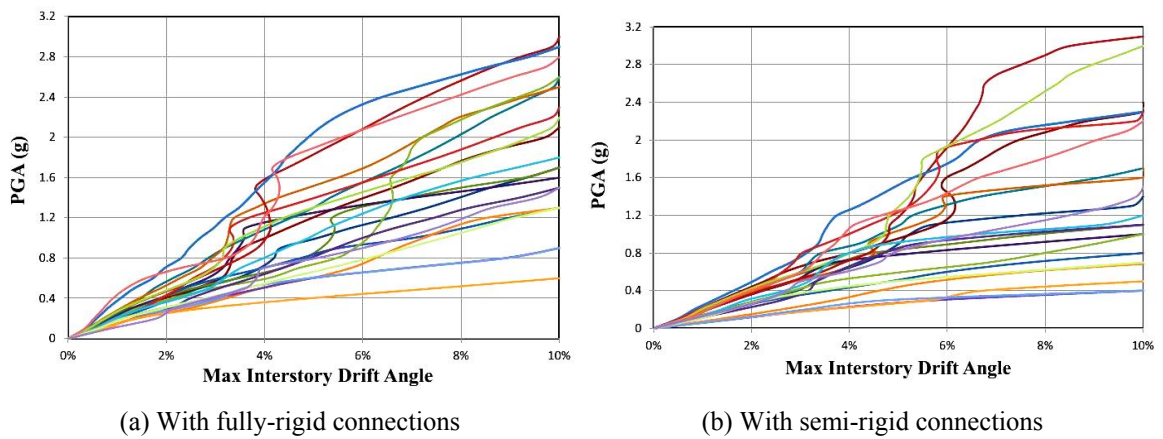 3.2
2.8
2.4
2
1.6
1.2
0.8
0.4
0
PGA (g)
0% 2% 4% 6% 8% 10%
Max Interstory Drift Angle
(a) With fully-rigid connections
3.2
2.8
2.4
2
1.6
1.2
0.8
0.4
0
PGA (g)
0% 2% 4% 6% 8% 10%
Max Interstory Drift Angle
(b) With semi-rigid connections